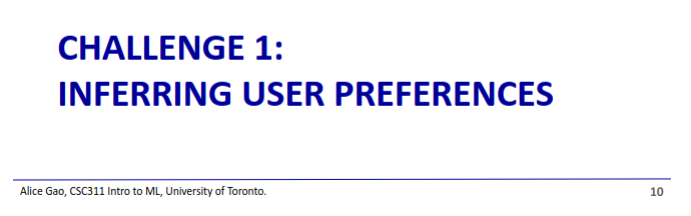 CHALLENGE 1:
INFERRING USER PREFERENCES
Alice Gao, CSC311 Intro to ML, University of Toronto.
10